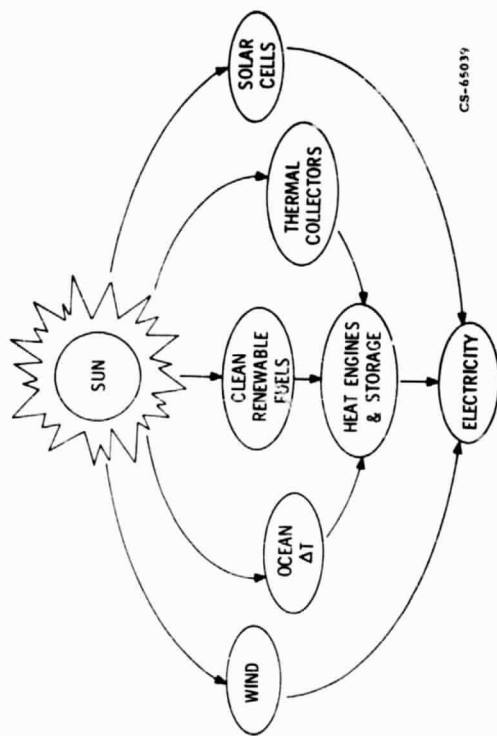 SUN
WIND
OCEAN
ΔT
CLEAN
RENEWABLE
FUELS
THERMAL
COLLECTORS
SOLAR
CELLS
HEAT ENGINES
& STORAGE
ELECTRICITY
CS-65039